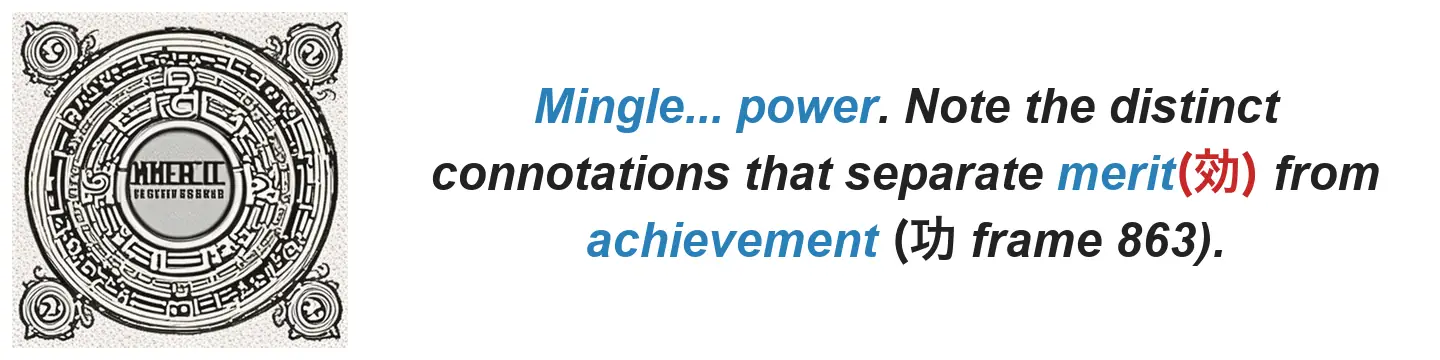 Mingle... power. Note the distinct
connotations that separate merit(効) from
achievement (功 frame 863).